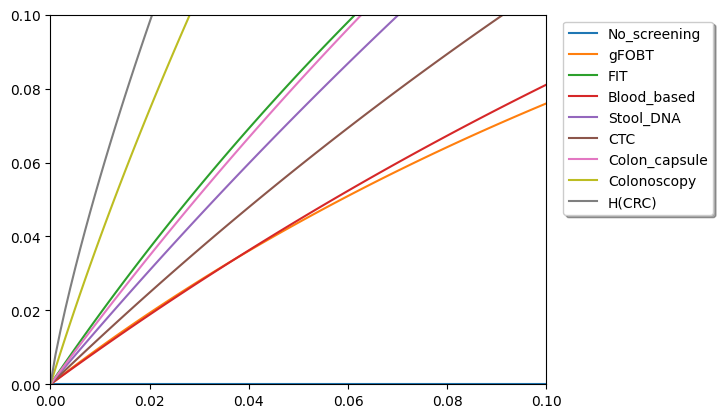 0.10
0.08
0.06
0.04
0.02
0.00
0.00 0.02 0.04 0.06 0.08 0.10
No_screening
gFOBT
FIT
Blood_based
Stool_DNA
CTC
Colon_capsule
Colonoscopy
H(CRC)